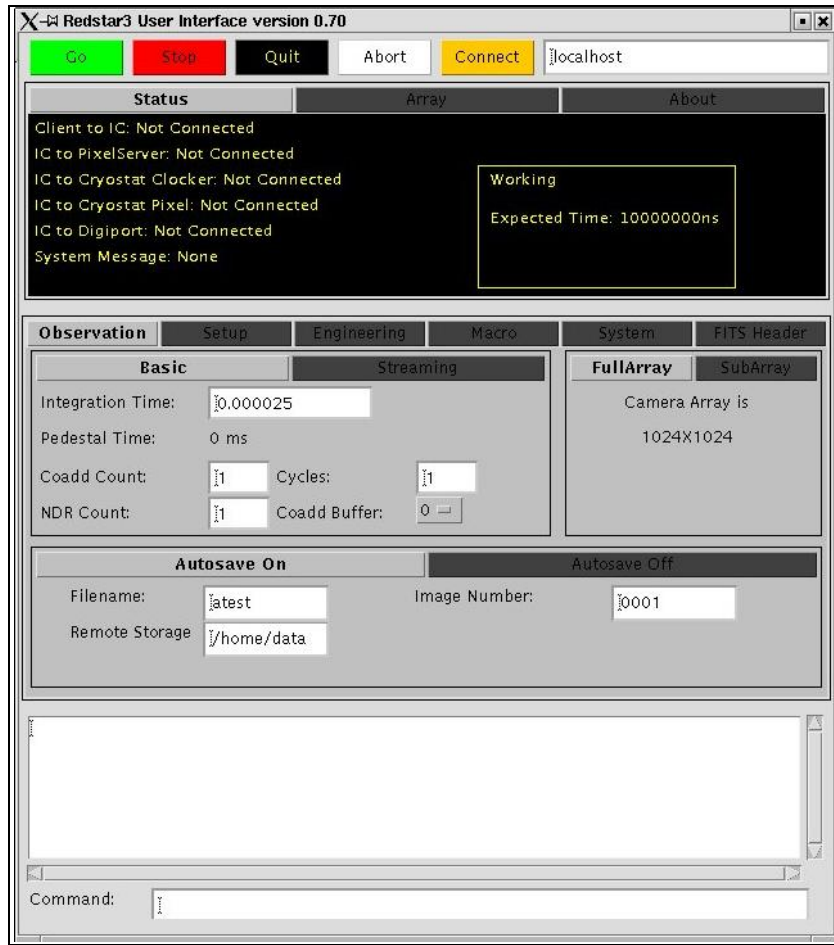 Redstar3 User Interface version 0.70
Go Stop Quit Abort Connect localhost
Status Array About
Client to IC: Not Connected
IC to PixelServer: Not Connected
IC to Cryostat Clocker: Not Connected
IC to Cryostat Pixel: Not Connected
IC to Digiport: Not Connected
System Message: None
Working
Expected Time: 10000000ns
Observation Setup Engineering Macro System FITS Header
Basic Streaming
Integration Time: 0.000025
Pedestal Time: 0 ms
Coadd Count: 1 Cycles: 1
NDR Count: 1 Coadd Buffer: 0
FullArray SubArray
Camera Array is
1024X1024
Autosave On Autosave Off
Filename: atest Image Number: 0001
Remote Storage /home/data
Command: